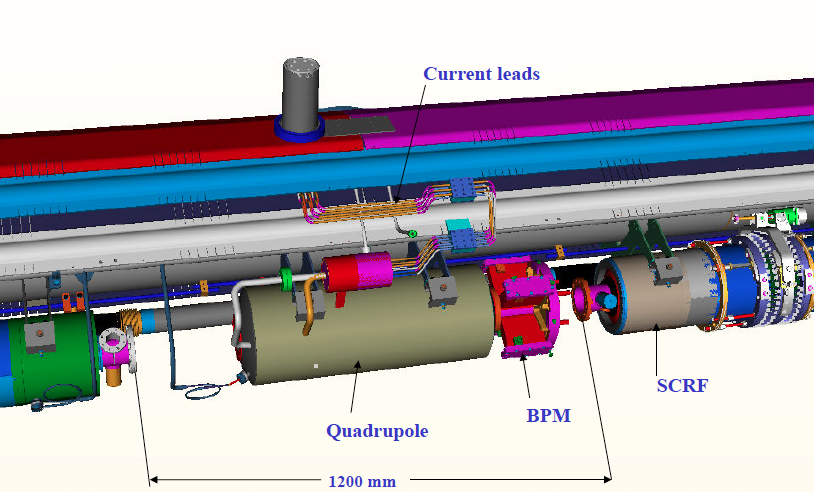 Current leads
SCRF
BPM
Quadrupole
1200 mm